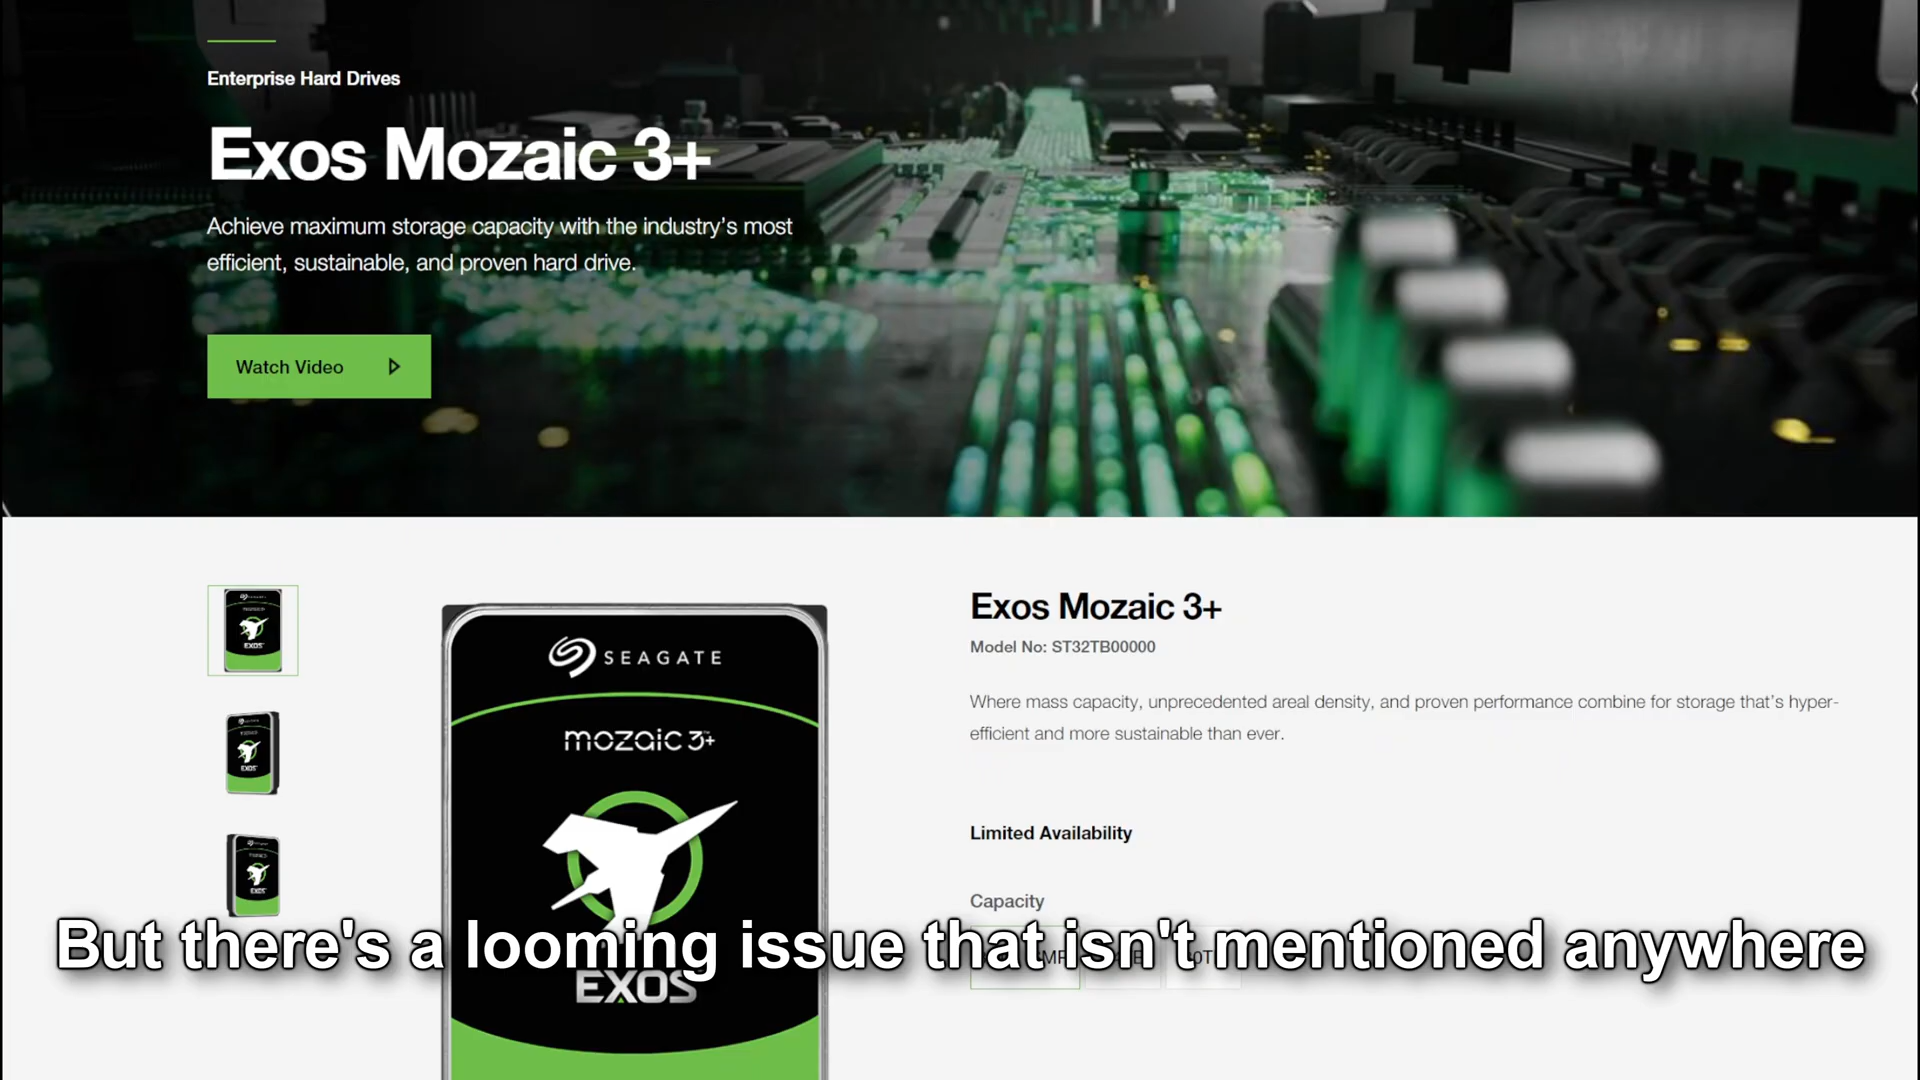 Enterprise Hard Drives
Exos Mozaic 3+
Achieve maximum storage capacity with the industry's most
efficient, sustainable, and proven hard drive.
Watch Video
SEAGATE
mozaic 3+
EXOS
Exos Mozaic 3+
Model No: ST32TB00000
Where mass capacity, unprecedented areal density, and proven performance combine for storage that's hyper-
efficient and more sustainable than ever.
Limited Availability
Capacity
But there's a looming issue that isn't mentioned anywhere